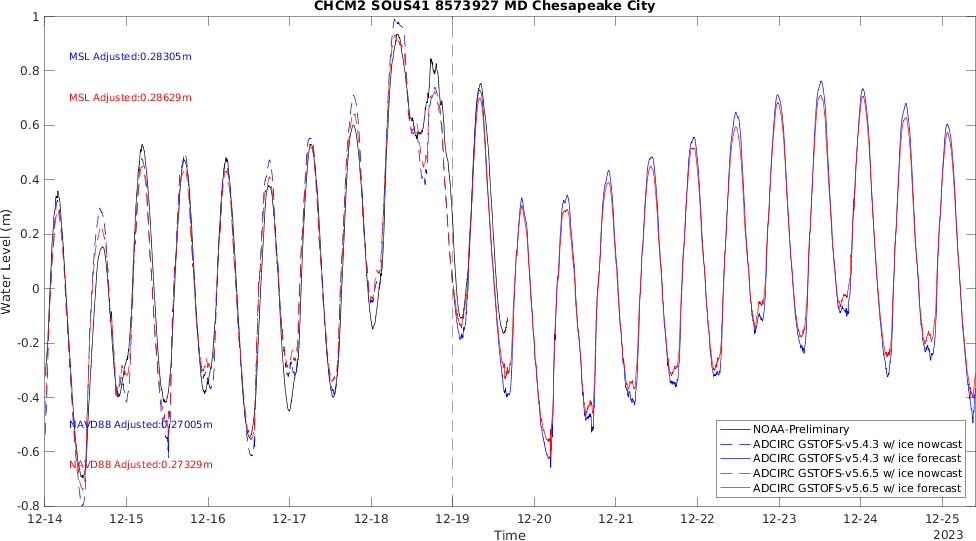 CHCM2 SOUS41 8573927 MD Chesapeake City
MSL Adjusted:0.28305m
MSL Adjusted:0.28629m
NAVD88 Adjusted:0.27005m
NAVD88 Adjusted:0.27329m
Water Level (m)
1
0.8
0.6
0.4
0.2
0
-0.2
-0.4
-0.6
-0.8
NOAA-Preliminary
ADCIRC GSTOFS-v5.4.3 w/ ice nowcast
ADCIRC GSTOFS-v5.4.3 w/ ice forecast
ADCIRC GSTOFS-v5.6.5 w/ ice nowcast
ADCIRC GSTOFS-v5.6.5 w/ ice forecast
12-14 12-15 12-16 12-17 12-18 12-19 12-20 12-21 12-22 12-23 12-24 12-25
2023
Time